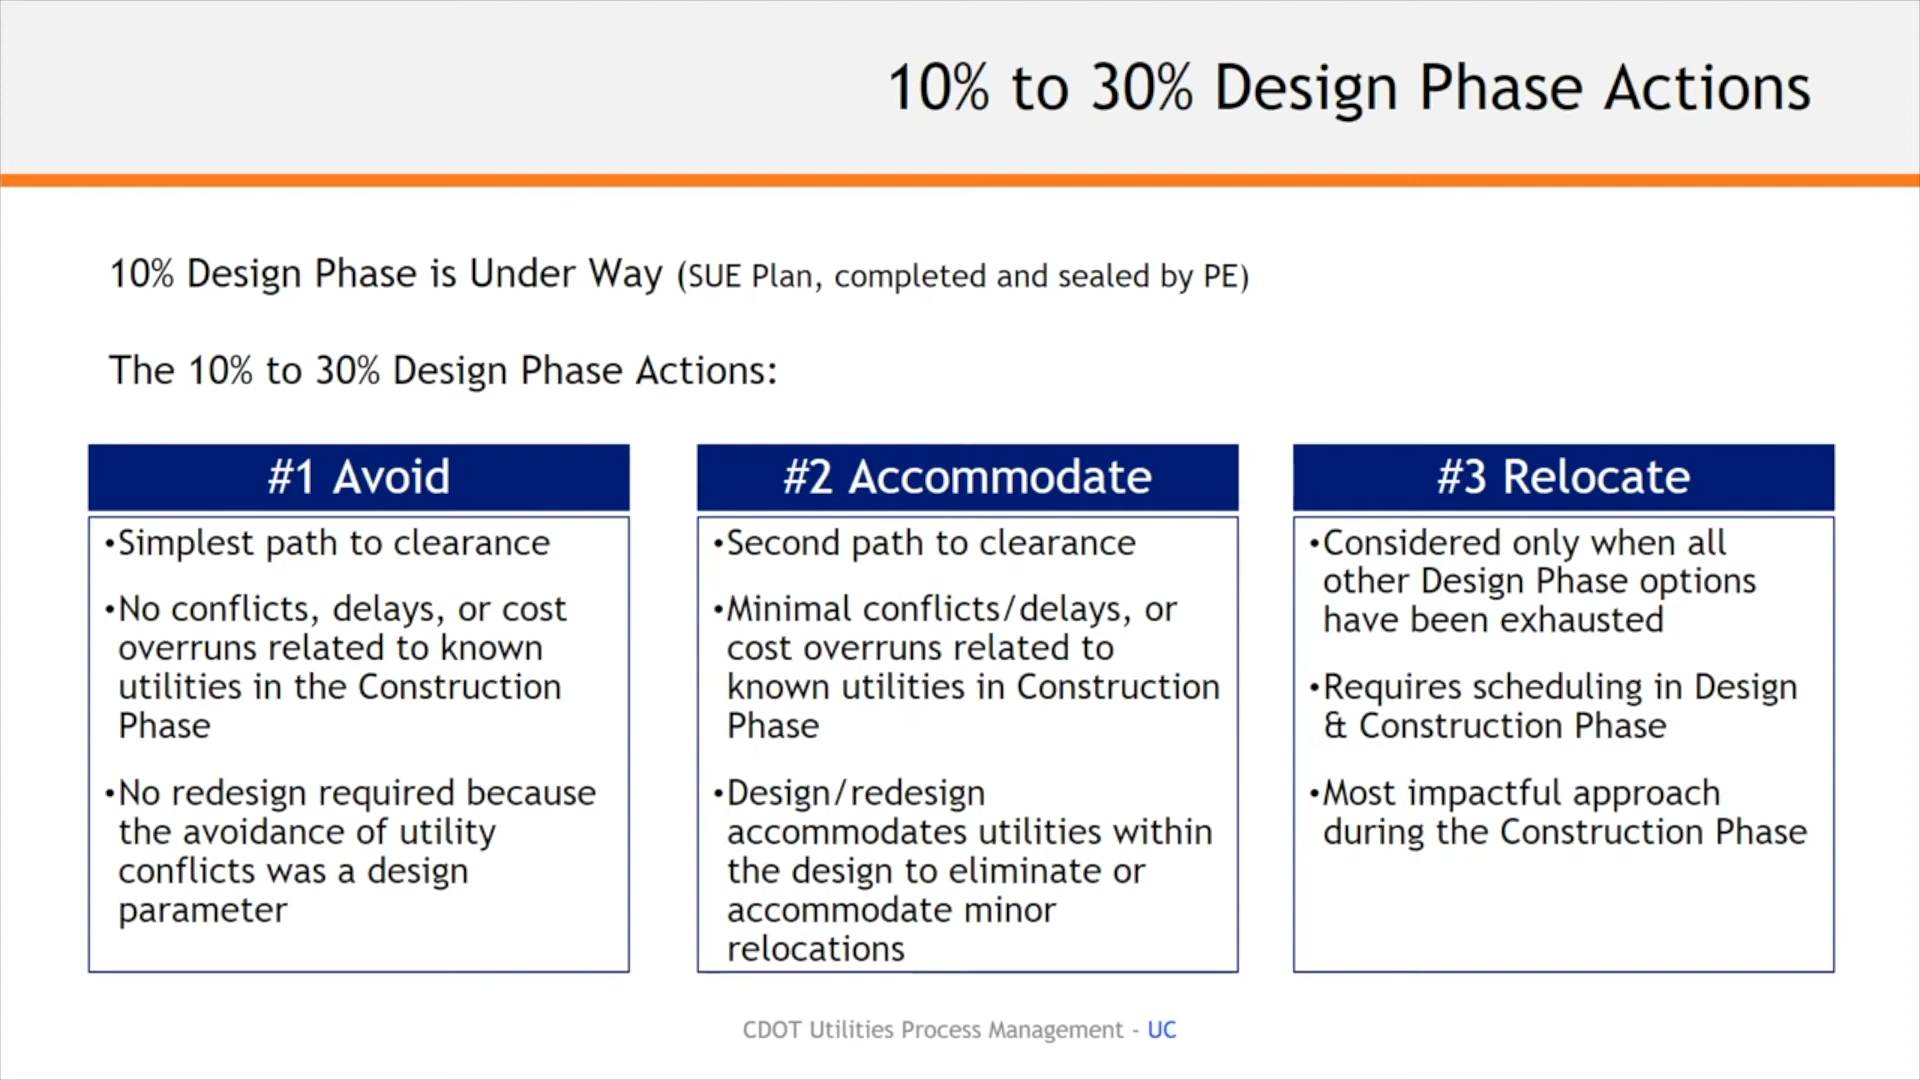 10% to 30% Design Phase Actions
10% Design Phase is Under Way (SUE Plan, completed and sealed by PE)
The 10% to 30% Design Phase Actions:
#1 Avoid
•Simplest path to clearance
•No conflicts, delays, or cost
overruns related to known
utilities in the Construction
Phase
•No redesign required because
the avoidance of utility
conflicts was a design
parameter
#2 Accommodate
•Second path to clearance
•Minimal conflicts/delays, or
cost overruns related to
known utilities in Construction
Phase
•Design/redesign
accommodates utilities within
the design to eliminate or
accommodate minor
relocations
#3 Relocate
•Considered only when all
other Design Phase options
have been exhausted
•Requires scheduling in Design
& Construction Phase
•Most impactful approach
during the Construction Phase
CDOT Utilities Process Management - UC